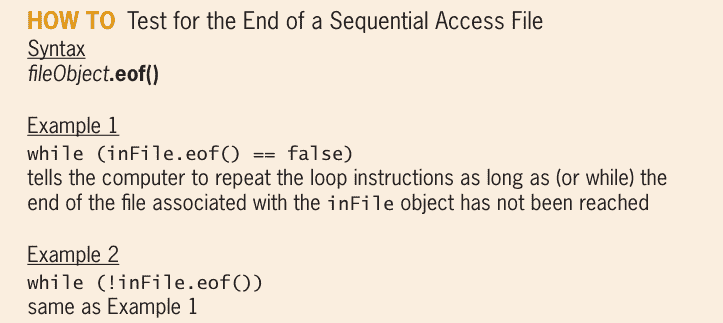 HOW TO Test for the End of a Sequential Access File
Syntax
fileObject.eof()
Example 1
while (inFile.eof() == false)
tells the computer to repeat the loop instructions as long as (or while) the
end of the file associated with the inFile object has not been reached
Example 2
while (!inFile.eof())
same as Example 1